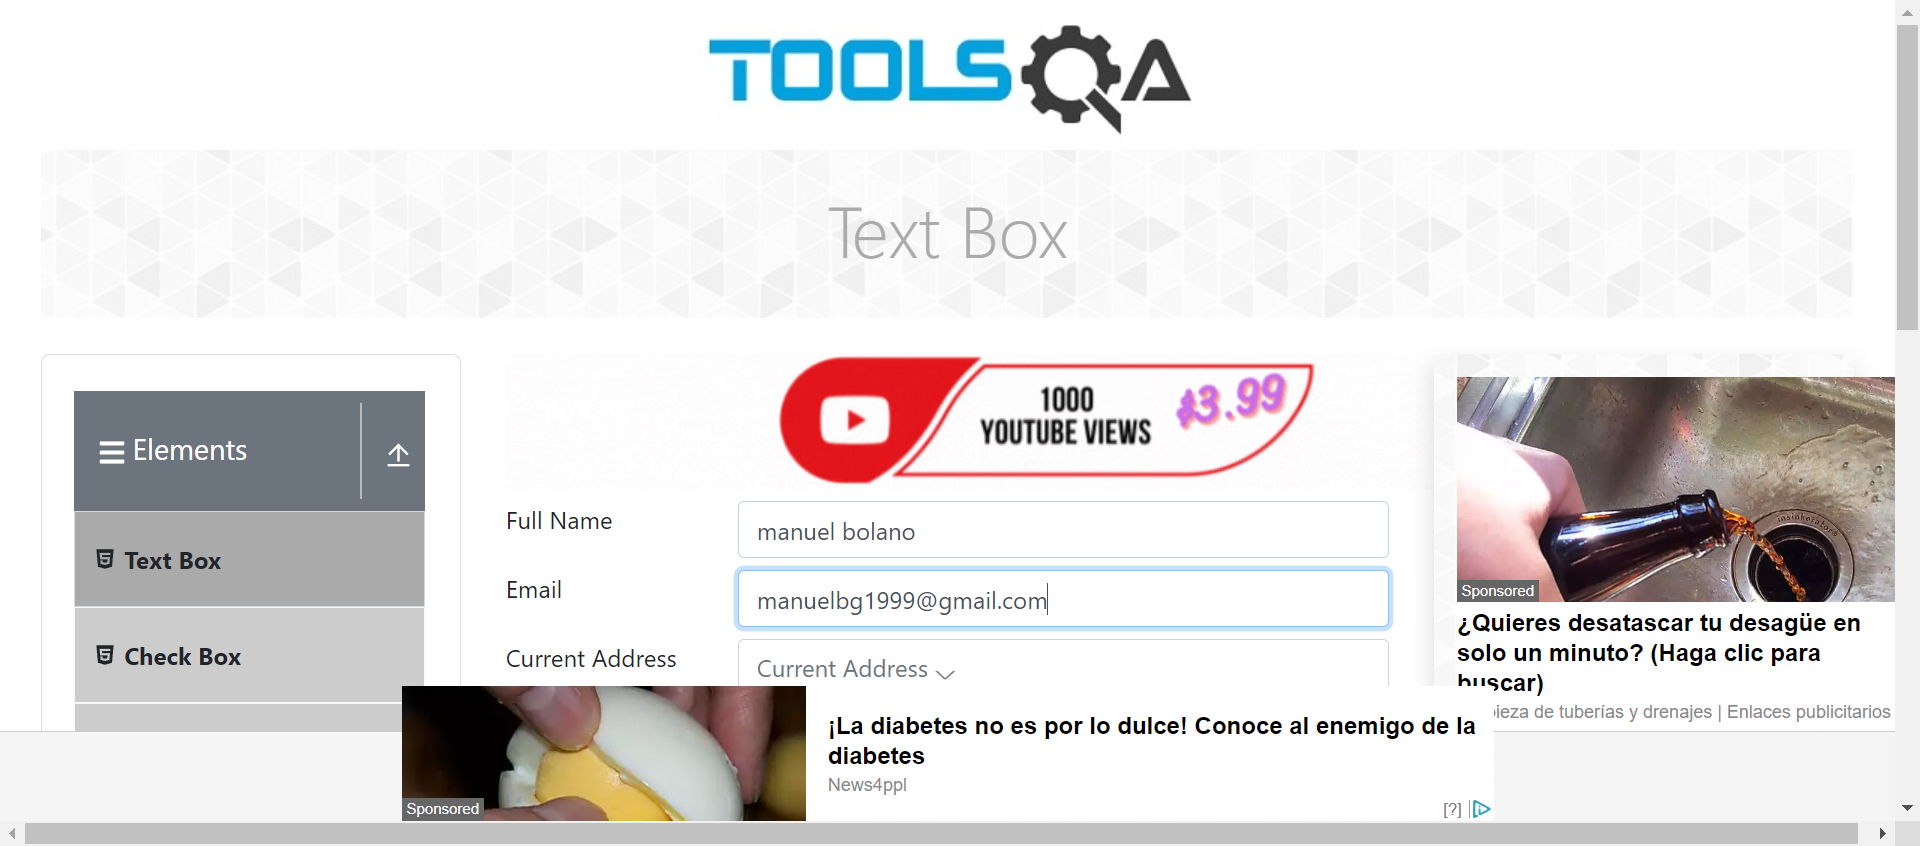 TOOLSQA
Text Box
Elements
Text Box
Check Box
1000
YOUTUBE VIEWS
$3.99
Full Name
manuel bolano
Email
manuelbg1999@gmail.com
Current Address
Current Address
insinkerator
Sponsored
¿Quieres desatascar tu desagüe en
solo un minuto? (Haga clic para
buscar)
pieza de tuberías y drenajes | Enlaces publicitarios
Sponsored
¡La diabetes no es por lo dulce! Conoce al enemigo de la
diabetes
News4ppl
[?]